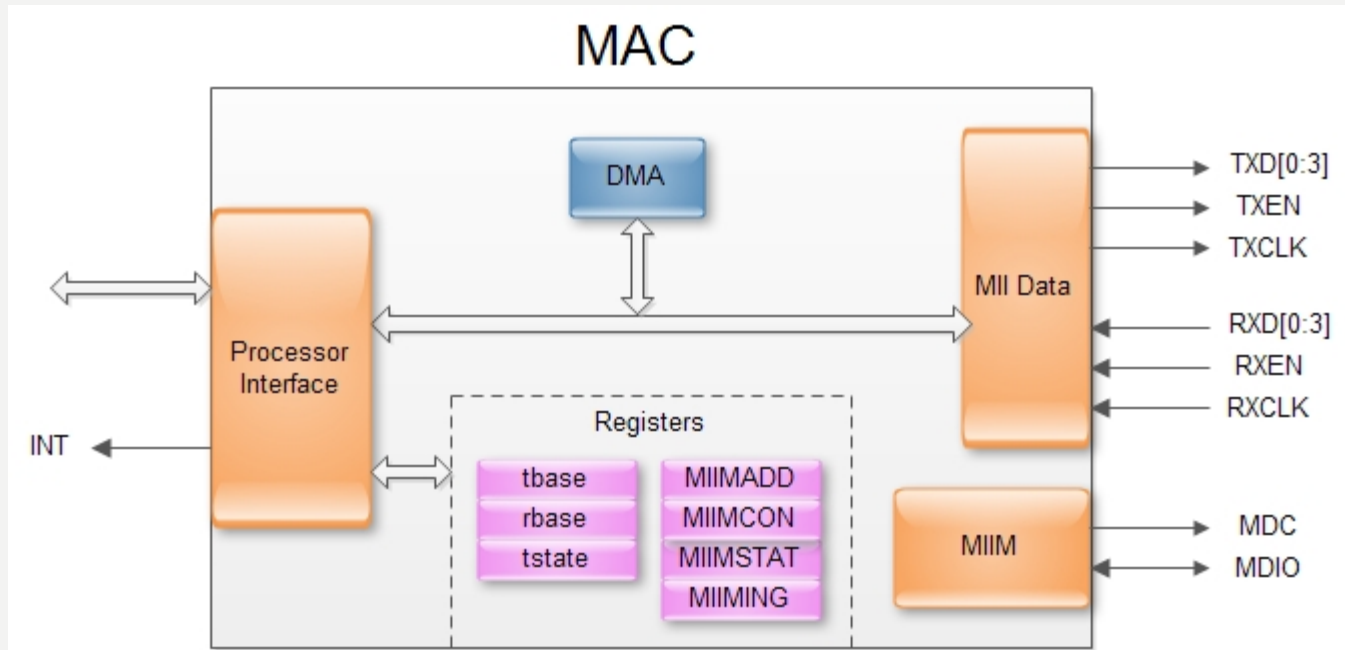 MAC
DMA
TXD[0:3]
TXEN
TXCLK
MII Data
RXD[0:3]
RXEN
RXCLK
Processor
Interface
INT
Registers
tbase
rbase
tstate
MIIMADD
MIIMCON
MIIMSTAT
MIIMING
MIIM
MDC
MDIO